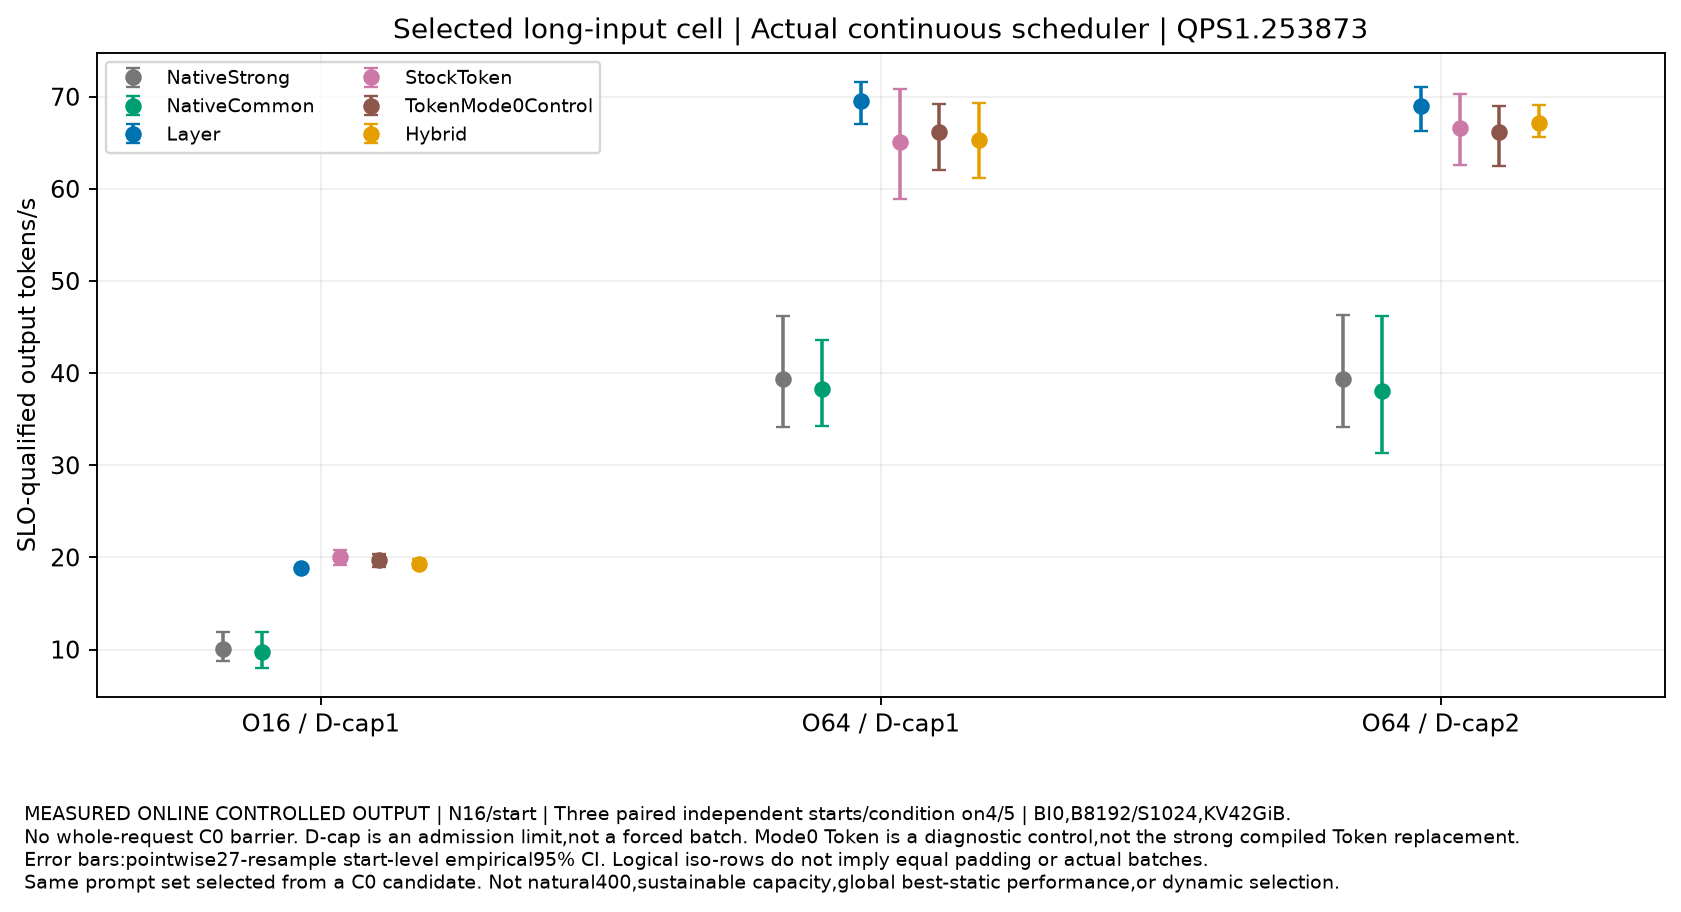 Selected long-input cell | Actual continuous scheduler | QPS1.253873
NativeStrong
NativeCommon
Layer
StockToken
TokenMode0Control
Hybrid
SLO-qualified output tokens/s
70
60
50
40
30
20
10
O16 / D-cap1
O64 / D-cap1
O64 / D-cap2
MEASURED ONLINE CONTROLLED OUTPUT | N16/start | Three paired independent starts/condition on4/5 | BI0,B8192/S1024,KV42GiB.
No whole-request C0 barrier. D-cap is an admission limit,not a forced batch. Mode0 Token is a diagnostic control,not the strong compiled Token replacement.
Error bars:pointwise27-resample start-level empirical95% CI. Logical iso-rows do not imply equal padding or actual batches.
Same prompt set selected from a C0 candidate. Not natural400,sustainable capacity,global best-static performance,or dynamic selection.